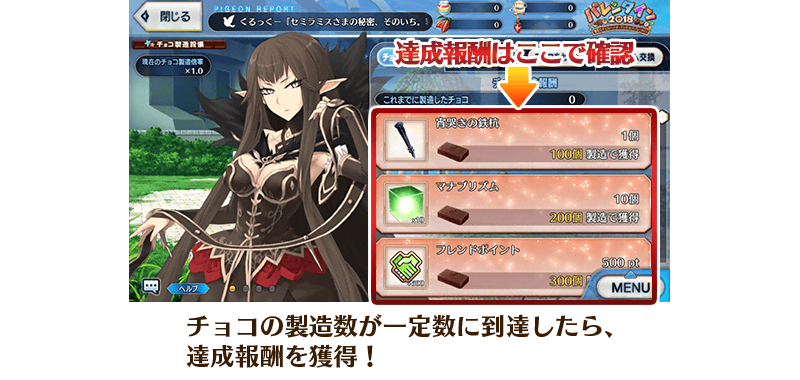 閉じる
PIGEON REPORT
くるっくー『セミラミスさまの秘密、そのいち、
0 0
0 0
バレンタイン
2018
チョコ製造設備
現在のチョコ製造倍率
×1.0
達成報酬はここで確認
交換
報酬
これまでに製造したチョコ 0
宵哭きの鉄杭
1個
100個 製造で獲得
マナプリズム
10個
x10
200個 製造で獲得
フレンドポイント
500 pt
300個
ヘルプ
MENU
チョコの製造数が一定数に到達したら、
達成報酬を獲得！